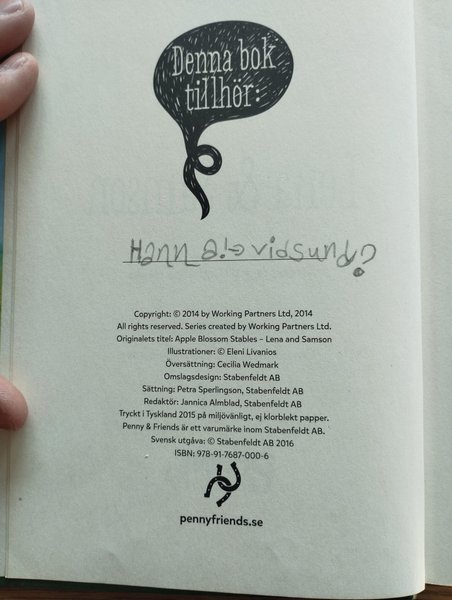 Denna bok
tillhör:
Copyright: © 2014 by Working Partners Ltd, 2014
All rights reserved. Series created by Working Partners Ltd.
Originalets titel: Apple Blossom Stables – Lena and Samson
Illustrationer: © Eleni Livanios
Översättning: Cecilia Wedmark
Omslagsdesign: Stabenfeldt AB
Sättning: Petra Sperlingson, Stabenfeldt AB
Redaktör: Jannica Almblad, Stabenfeldt AB
Tryckt i Tyskland 2015 på miljövänligt, ej klorblekt papper.
Penny & Friends är ett varumärke inom Stabenfeldt AB.
Svensk utgåva: © Stabenfeldt AB 2016
ISBN: 978-91-7687-000-6
pennyfriends.se